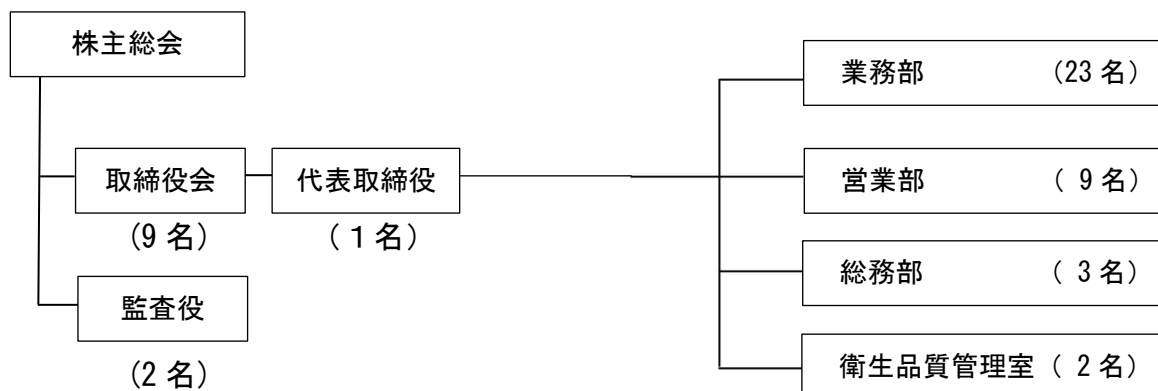 株主総会
取締役会
(9 名)
代表取締役
( 1 名)
監査役
(2 名)
業務部 (23 名)
営業部 ( 9 名)
総務部 ( 3 名)
衛生品質管理室 ( 2 名)